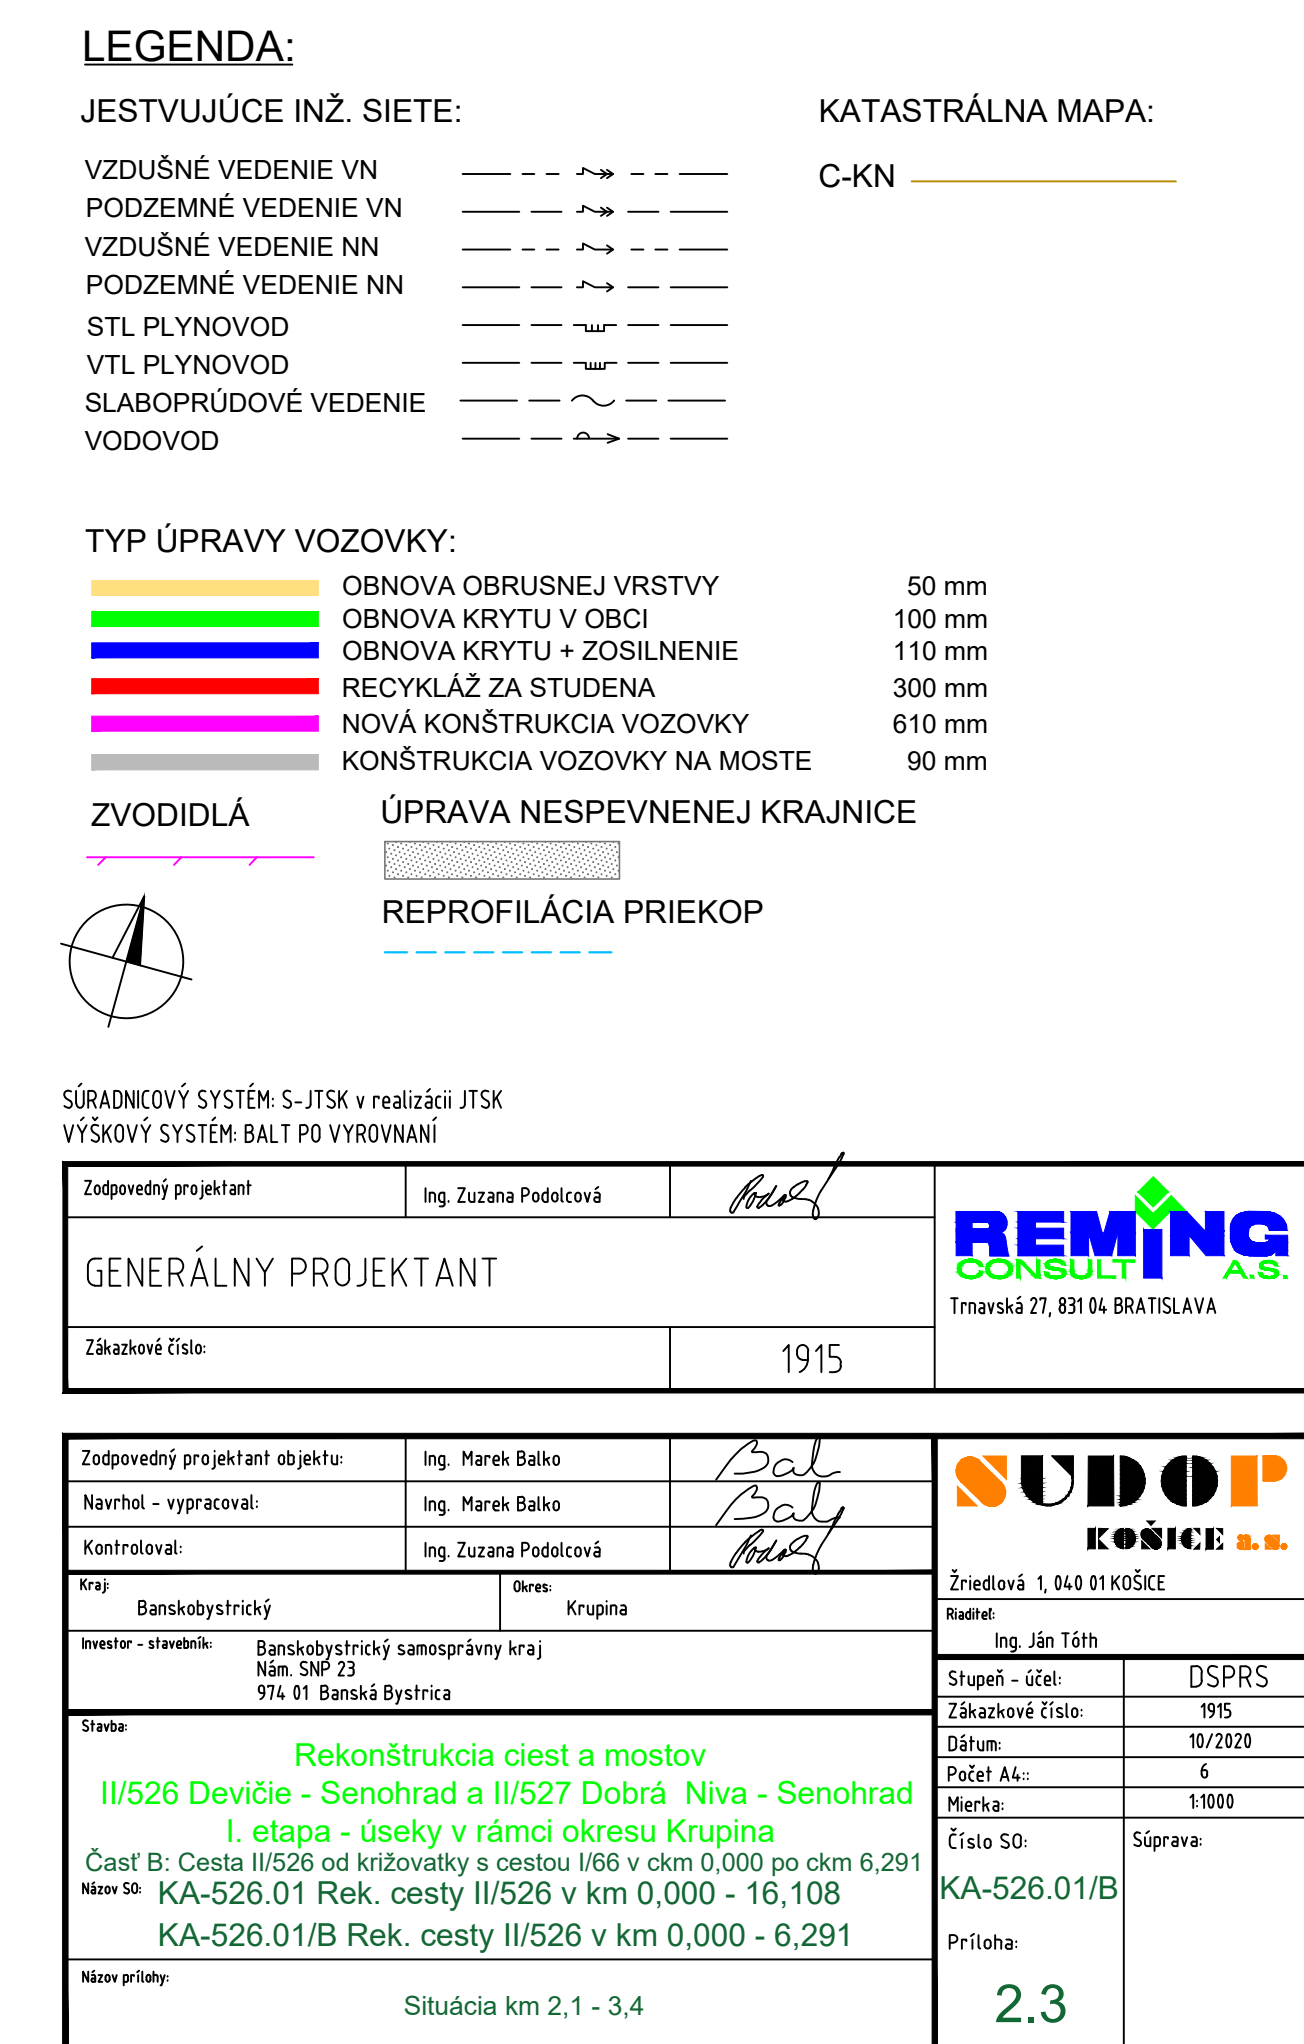 LEGENDA:
JESTVUJÚCE INŽ. SIETE:
VZDUŠNÉ VEDENIE VN
PODZEMNÉ VEDENIE VN
VZDUŠNÉ VEDENIE NN
PODZEMNÉ VEDENIE NN
STL PLYNOVOD
VTL PLYNOVOD
SLABOPRÚDOVÉ VEDENIE
VODOVOD
KATASTRÁLNA MAPA:
C-KN
TYP ÚPRAVY VOZOVKY:
OBNOVA OBRUSNEJ VRSTVY 50 mm
OBNOVA KRYTU V OBCI 100 mm
OBNOVA KRYTU + ZOSILNENIE 110 mm
RECYKLÁŽ ZA STUDENA 300 mm
NOVÁ KONŠTRUKCIA VOZOVKY 610 mm
KONŠTRUKCIA VOZOVKY NA MOSTE 90 mm
ZVODIDLÁ
ÚPRAVA NESPEVNENEJ KRAJNICE
REPROFILÁCIA PRIEKOP
SÚRADNICOVÝ SYSTÉM: S-JTSK v realizácii JTSK
VÝŠKOVÝ SYSTÉM: BALT PO VYROVNANÍ
Zodpovedný projektant Ing. Zuzana Podolcová
GENERÁLNY PROJEKTANT
Zákazkové číslo: 1915
REMING
CONSULT A.S.
Trnavská 27, 831 04 BRATISLAVA
Zodpovedný projektant objektu: Ing. Marek Balko
Navrhol - vypracoval: Ing. Marek Balko
Kontroloval: Ing. Zuzana Podolcová
Kraj: Okres:
Banskobystrický Krupina
Investor - stavebník: Banskobystrický samosprávny kraj
Nám. SNP 23
974 01 Banská Bystrica
Stavba:
Rekonštrukcia ciest a mostov
II/526 Devičie - Senohrad a II/527 Dobrá Niva - Senohrad
I. etapa - úseky v rámci okresu Krupina
Časť B: Cesta II/526 od križovatky s cestou I/66 v ckm 0,000 po ckm 6,291
Názov SO: KA-526.01 Rek. cesty II/526 v km 0,000 - 16,108
KA-526.01/B Rek. cesty II/526 v km 0,000 - 6,291
Názov prílohy:
Situácia km 2,1 - 3,4
SUDOP
KOŠICE a.s.
Žriedlová 1, 040 01 KOŠICE
Riaditeľ:
Ing. Ján Tóth
Stupeň - účel: DSPRS
Zákazkové číslo: 1915
Dátum: 10/2020
Počet A4:: 6
Mierka: 1:1000
Číslo SO: Súprava:
KA-526.01/B
Príloha:
2.3